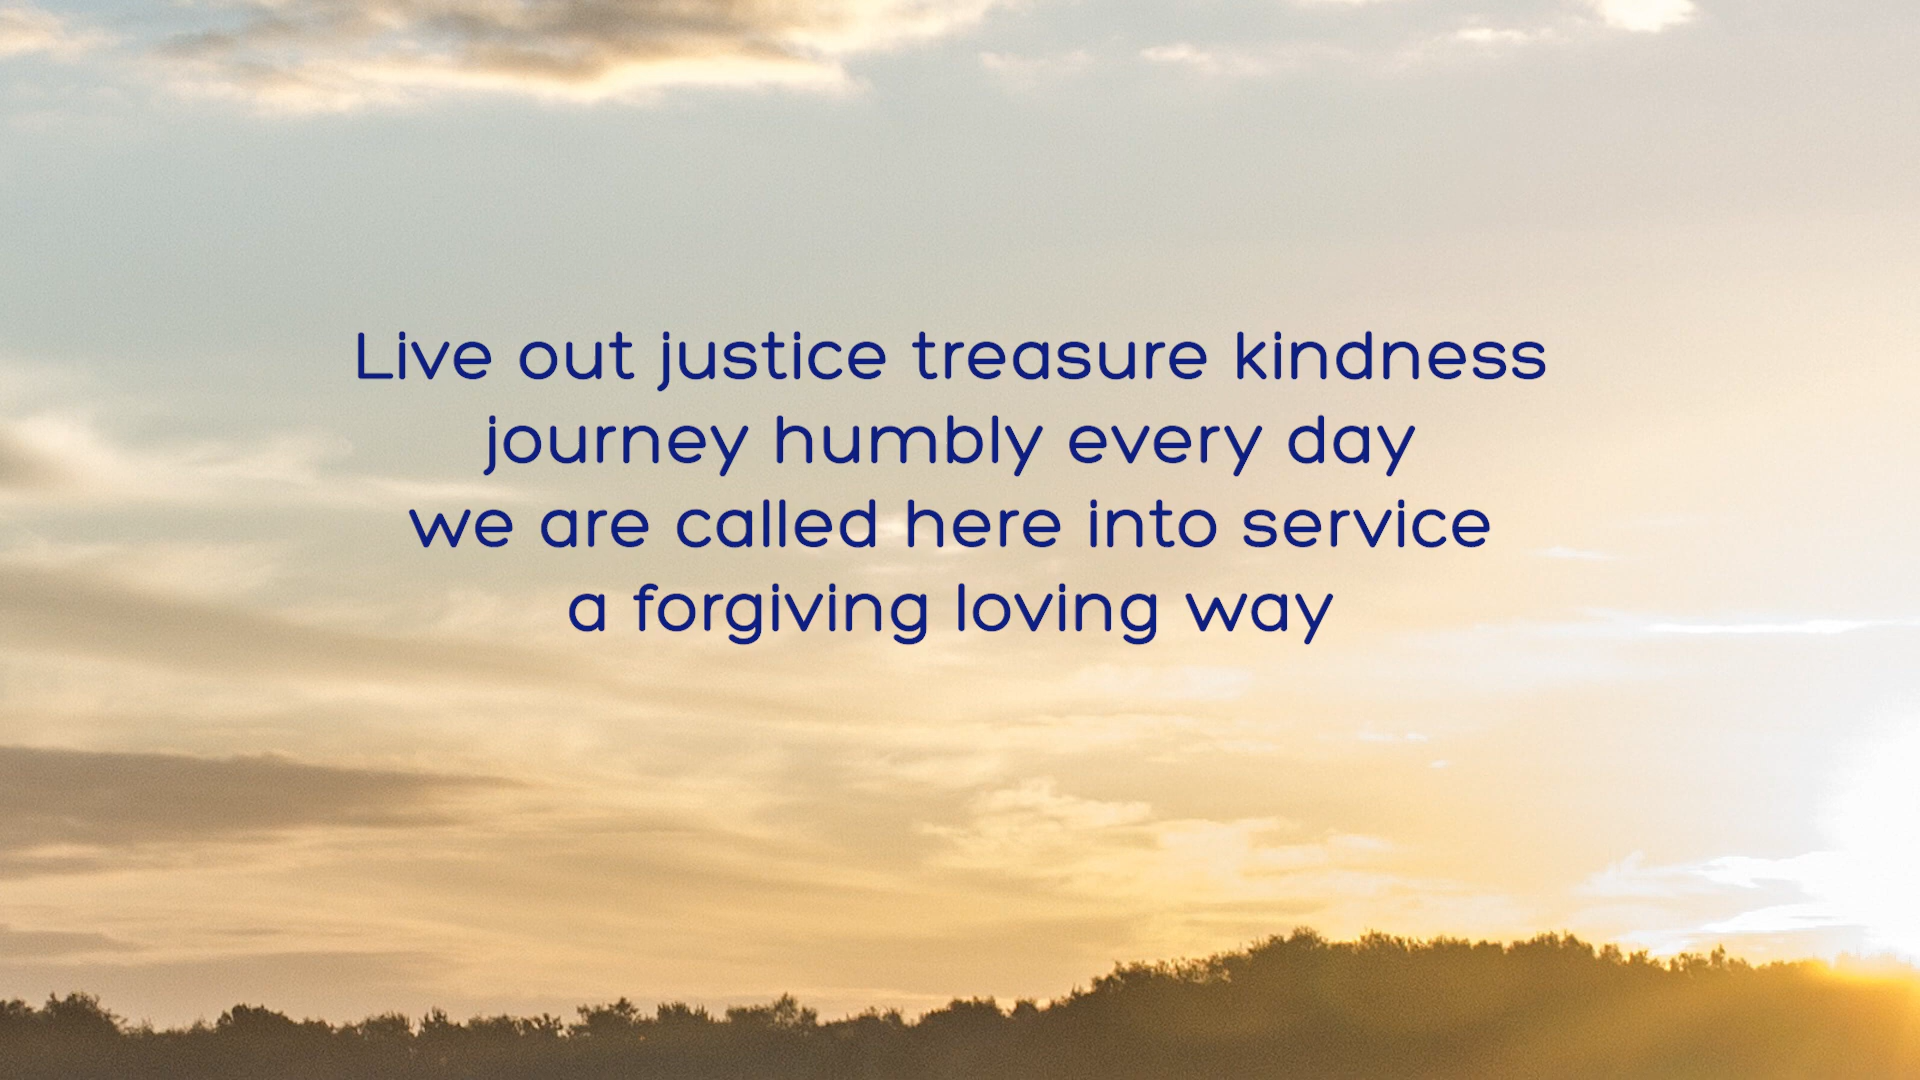 Live out justice treasure kindness
journey humbly every day
we are called here into service
a forgiving loving way